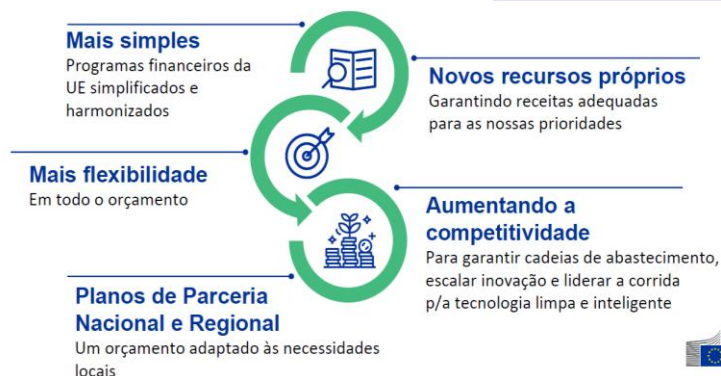 Mais simples
Programas financeiros da
UE simplificados e
harmonizados
Novos recursos próprios
Garantindo receitas adequadas
para as nossas prioridades
Mais flexibilidade
Em todo o orçamento
Aumentando a
competitividade
Para garantir cadeias de abastecimento,
escalar inovação e liderar a corrida
p/a tecnologia limpa e inteligente
Planos de Parceria
Nacional e Regional
Um orçamento adaptado às necessidades
locais